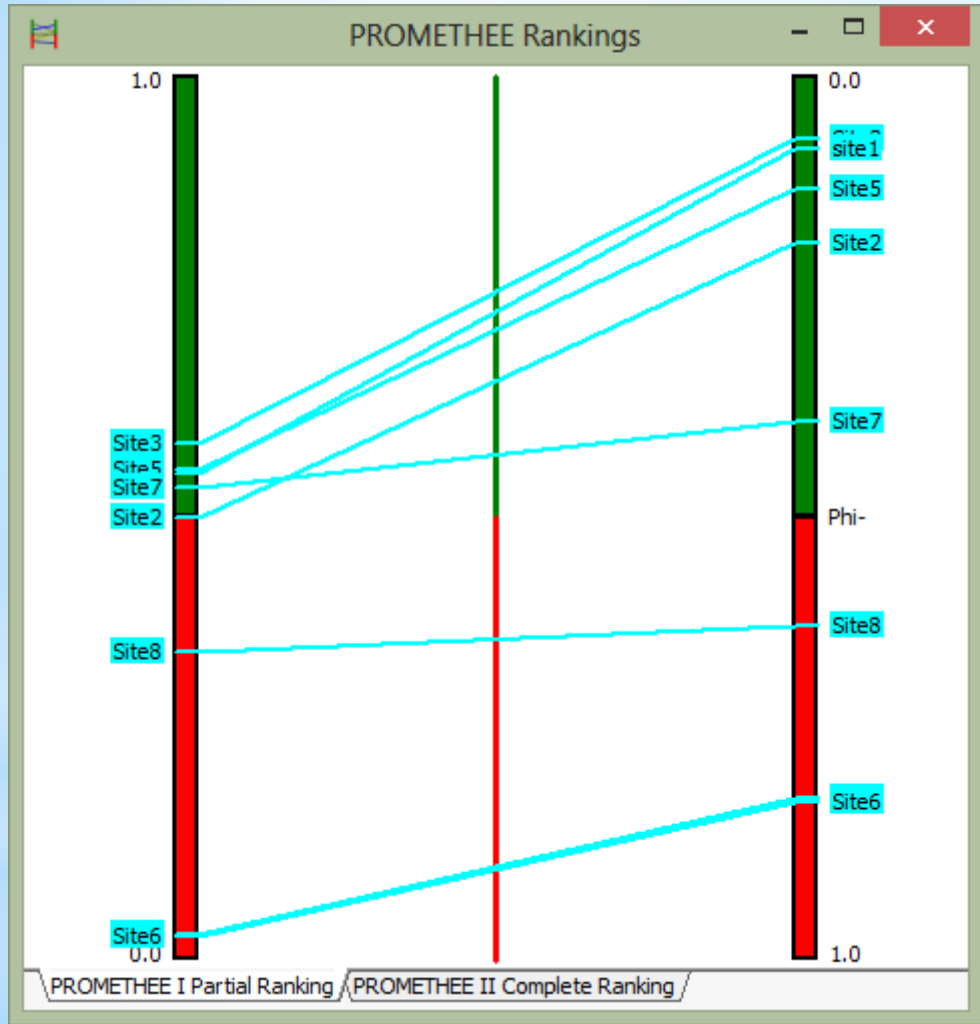 PROMETHEE Rankings
1.0
0.0
site1
Site5
Site2
Site7
Phi-
Site8
Site6
1.0
Site3
Site5
Site7
Site2
Site8
Site6
0.0
PROMETHEE I Partial Ranking
PROMETHEE II Complete Ranking